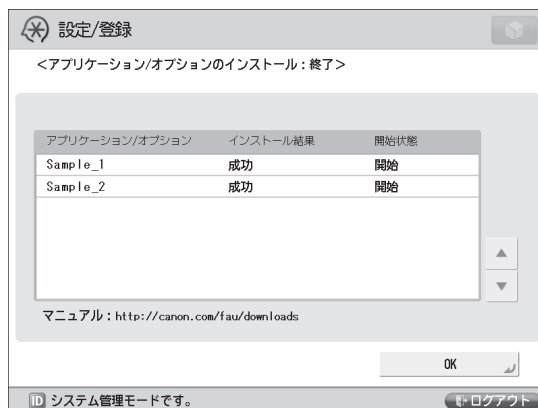 設定/登録
<アプリケーション/オプションのインストール:終了>
アプリケーション/オプション インストール結果 開始状態
Sample_1 成功 開始
Sample_2 成功 開始
マニュアル:http://canon.com/fau/downloads
OK
ID システム管理モードです。 ログアウト